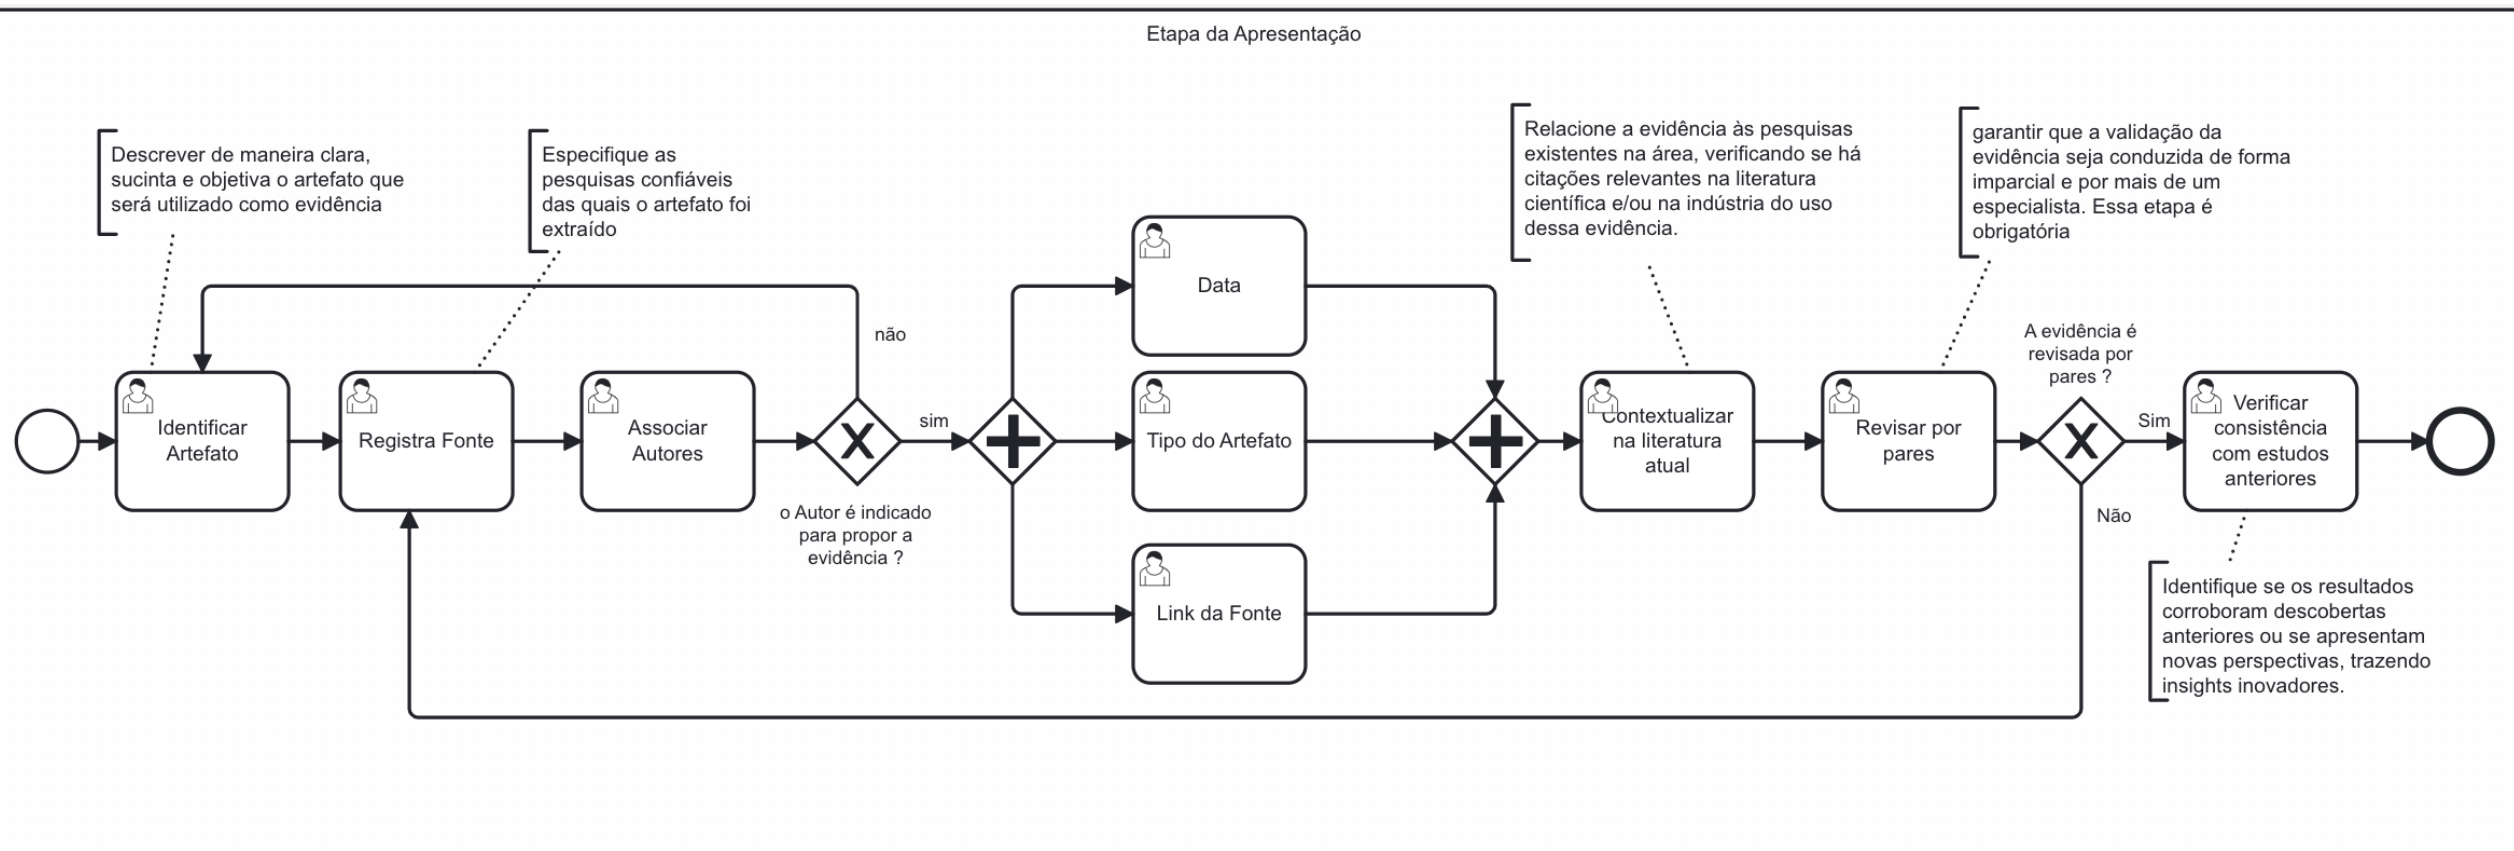 Etapa da Apresentação
Descrever de maneira clara,
sucinta e objetiva o artefato que
será utilizado como evidência
Especifique as
pesquisas confiáveis
das quais o artefato foi
extraído
Relacione a evidência às pesquisas
existentes na área, verificando se há
citações relevantes na literatura
científica e/ou na indústria do uso
dessa evidência.
garantir que a validação da
evidência seja conduzida de forma
imparcial e por mais de um
especialista. Essa etapa é
obrigatória
Identificar
Artefato
Registra Fonte
Associar
Autores
não
sim
o Autor é indicado
para propor a
evidência ?
Data
Tipo do Artefato
Link da Fonte
Contextualizar
na literatura
atual
Revisar por
pares
A evidência é
revisada por
pares ?
Sim
Não
Verificar
consistência
com estudos
anteriores
Identifique se os resultados
corroboram descobertas
anteriores ou se apresentam
novas perspectivas, trazendo
insights inovadores.